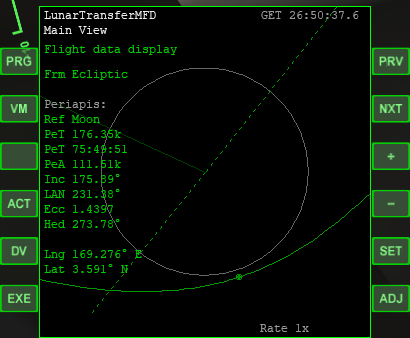 LunarTransferMFD GET 26:50:37.6
Main View
Flight data display
PRG PRV
Frm Ecliptic
VM NXT
Periapis:
Ref Moon
PeT 176.35k
PeT 75:49:51
+
PeA 111.51k
Inc 175.89°
LAN 231.38°
ACT -
Ecc 1.4397
Hed 273.78°
DV SET
Lng 169.276° E
Lat 3.591° N
EXE ADJ
Rate 1x